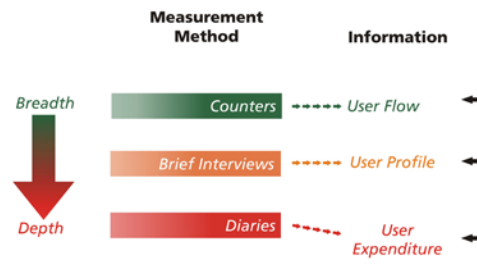 Measurement
Method
Information
Breadth
Counters
User Flow
Brief Interviews
User Profile
Depth
Diaries
User
Expenditure